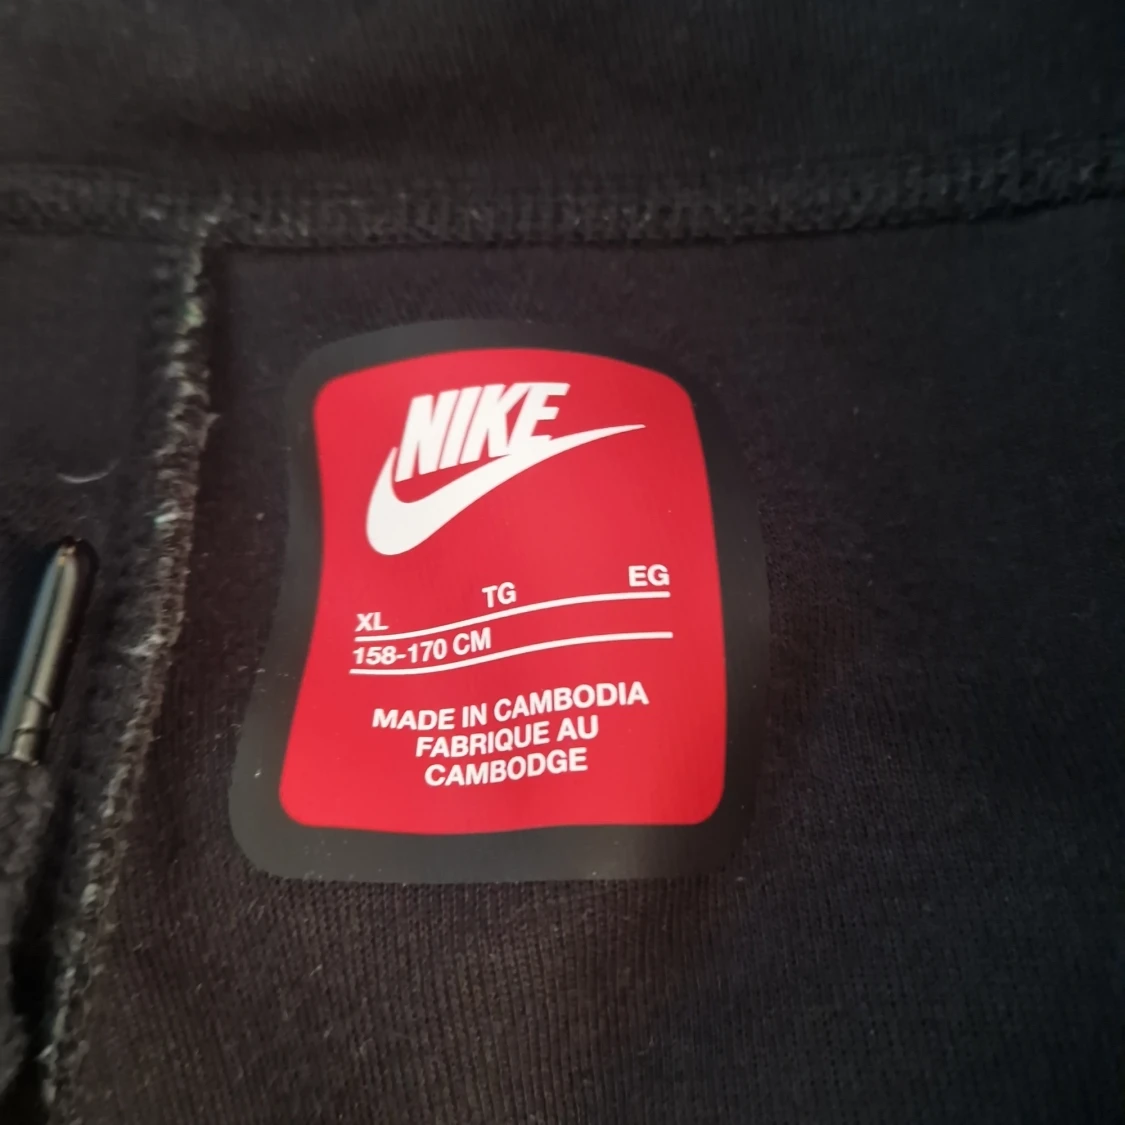 NIKE
XL TG EG
158-170 CM
MADE IN CAMBODIA
FABRIQUE AU
CAMBODGE